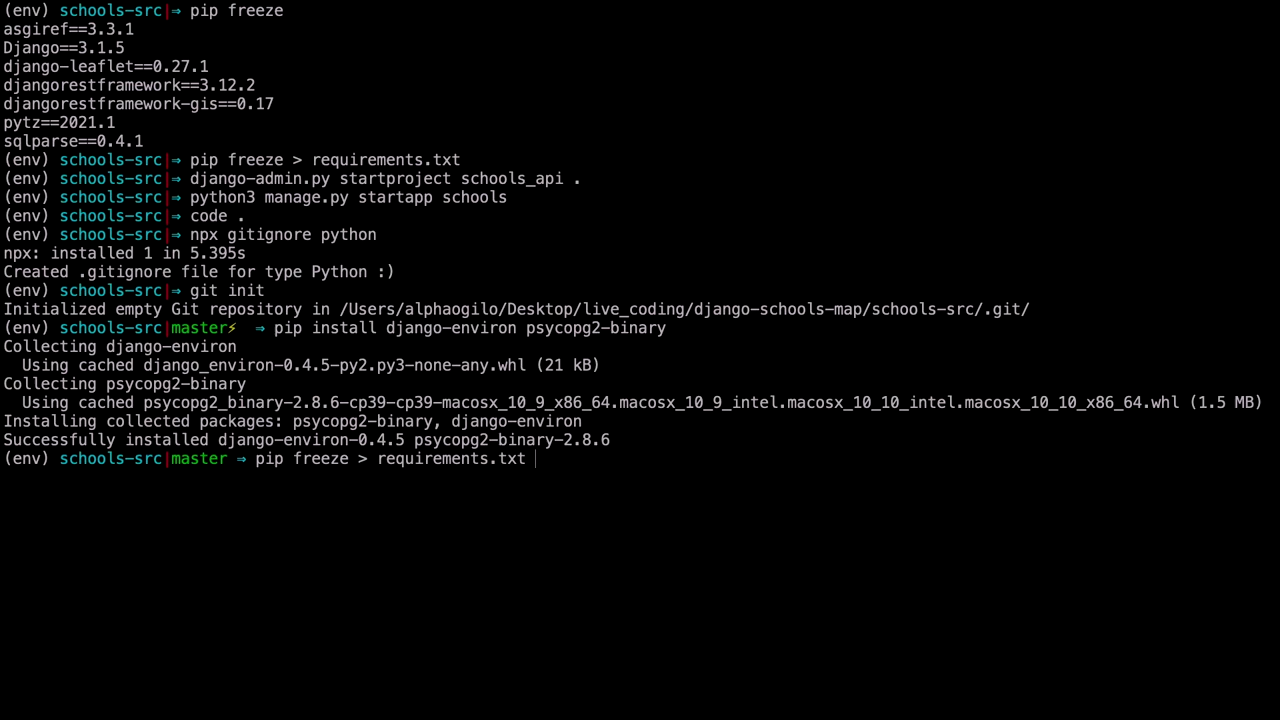 (env) schools-src|⇒ pip freeze
asgiref==3.3.1
Django==3.1.5
django-leaflet==0.27.1
djangorestframework==3.12.2
djangorestframework-gis==0.17
pytz==2021.1
sqlparse==0.4.1
(env) schools-src|⇒ pip freeze > requirements.txt
(env) schools-src|⇒ django-admin.py startproject schools_api .
(env) schools-src|⇒ python3 manage.py startapp schools
(env) schools-src|⇒ code .
(env) schools-src|⇒ npx gitignore python
npx: installed 1 in 5.395s
Created .gitignore file for type Python :)
(env) schools-src|⇒ git init
Initialized empty Git repository in /Users/alphaogilo/Desktop/live_coding/django-schools-map/schools-src/.git/
(env) schools-src|master⚡ ⇒ pip install django-environ psycopg2-binary
Collecting django-environ
  Using cached django_environ-0.4.5-py2.py3-none-any.whl (21 kB)
Collecting psycopg2-binary
  Using cached psycopg2_binary-2.8.6-cp39-cp39-macosx_10_9_x86_64.macosx_10_9_intel.macosx_10_10_intel.macosx_10_10_x86_64.whl (1.5 MB)
Installing collected packages: psycopg2-binary, django-environ
Successfully installed django-environ-0.4.5 psycopg2-binary-2.8.6
(env) schools-src|master ⇒ pip freeze > requirements.txt